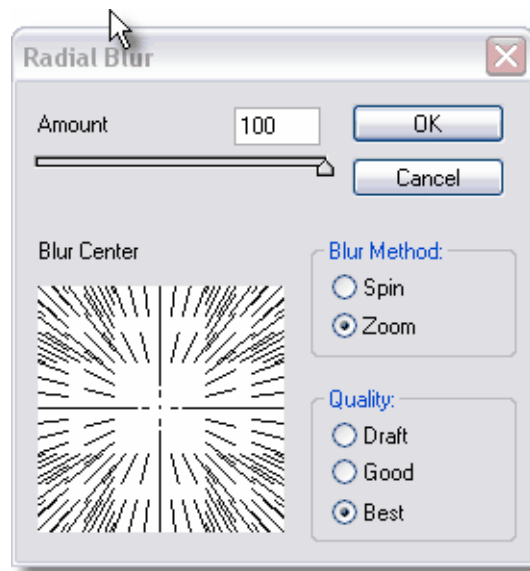 Radial Blur
Amount 100 OK
Cancel
Blur Center
Blur Method:
Spin
Zoom
Quality:
Draft
Good
Best